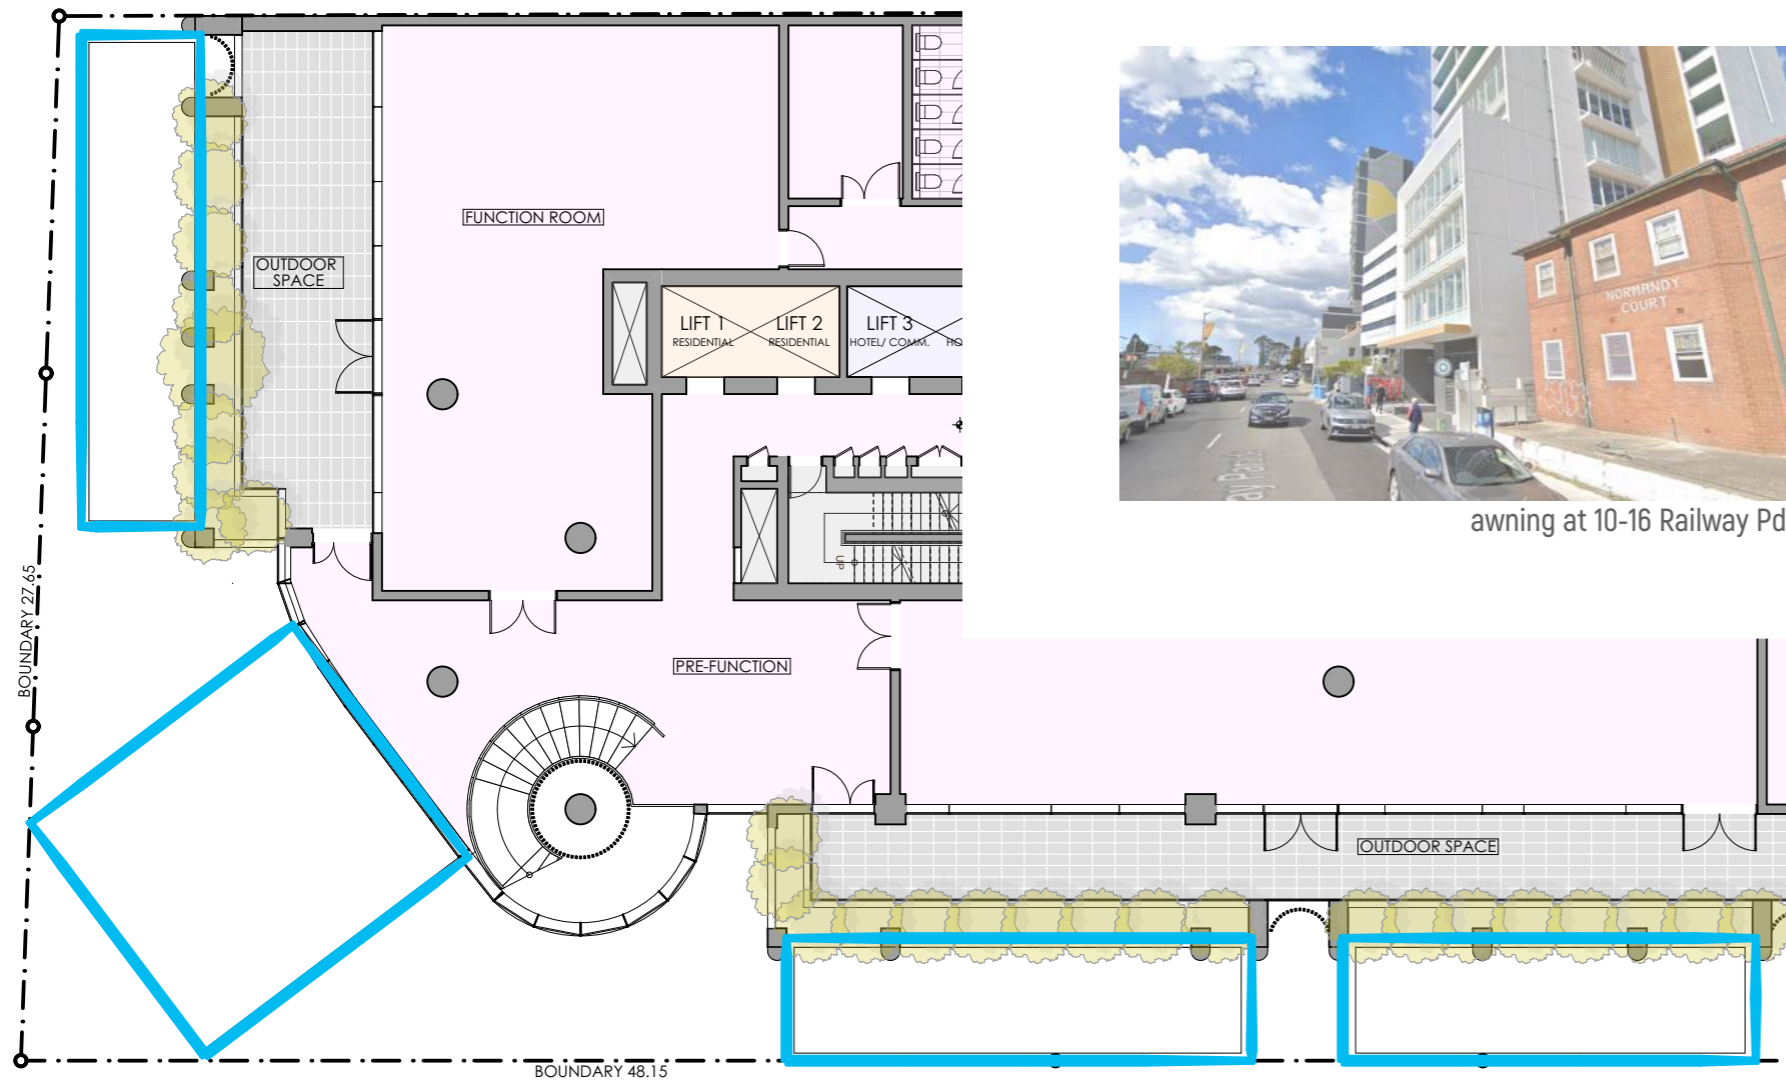 FUNCTION ROOM
OUTDOOR
SPACE
LIFT 1
RESIDENTIAL
LIFT 2
RESIDENTIAL
LIFT 3
HOTEL/ COMM.
HO
NORMANDY
COURT
awning at 10-16 Railway Pd
UP
BOUNDARY 27.65
PRE-FUNCTION
OUTDOOR SPACE
BOUNDARY 48.15